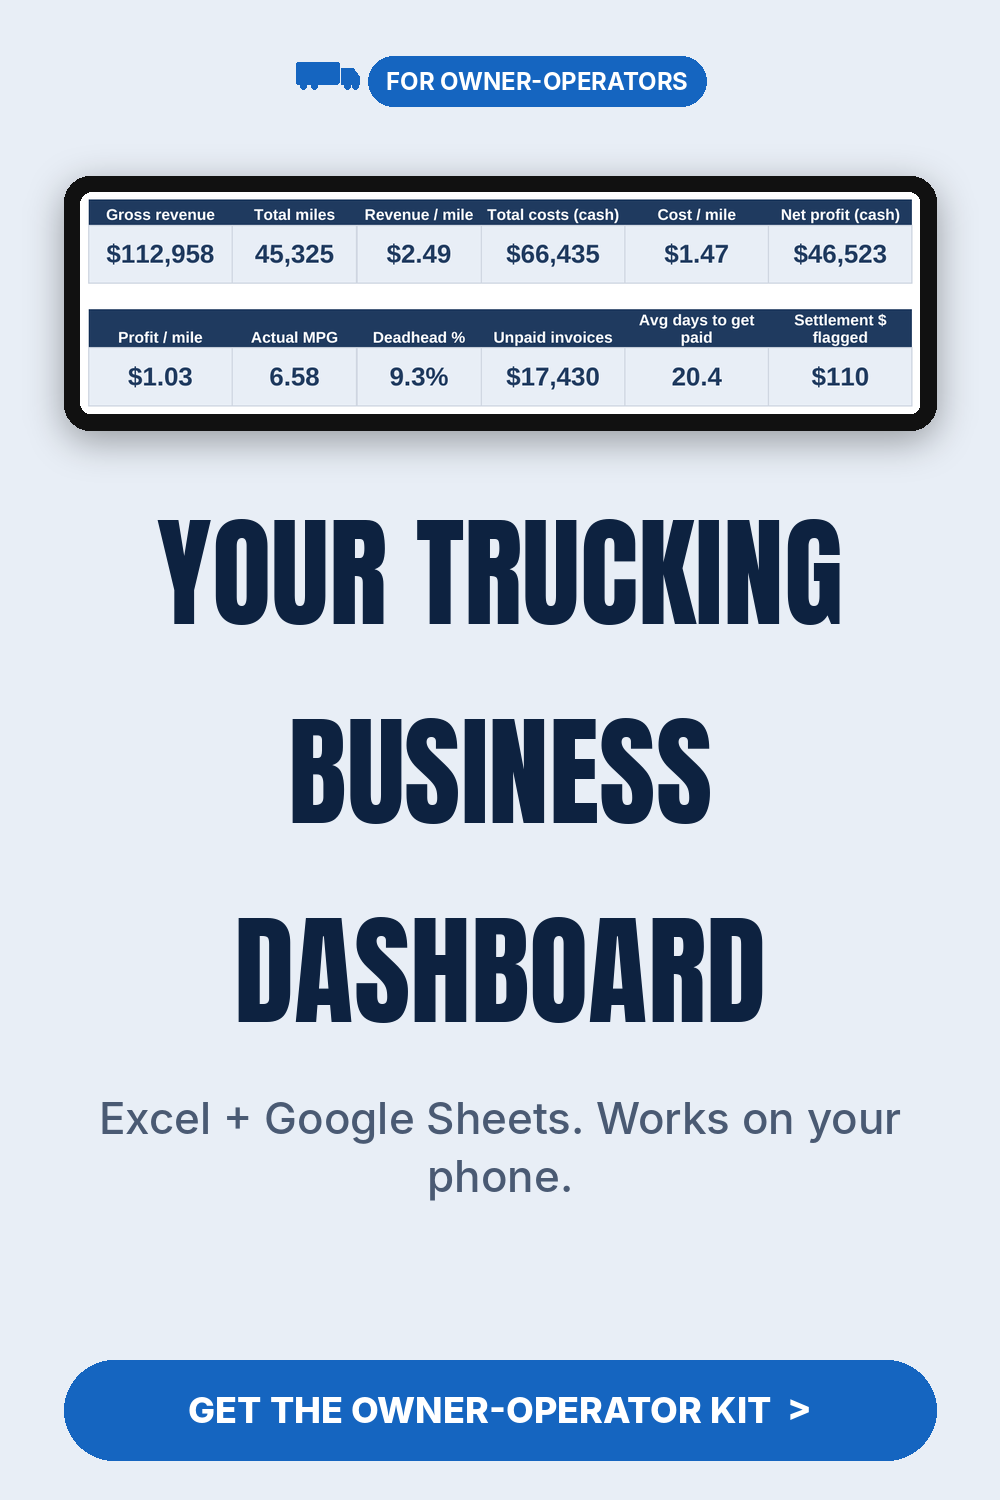 FOR OWNER-OPERATORS
Gross revenue Total miles Revenue / mile Total costs (cash) Cost / mile Net profit (cash)
$112,958 45,325 $2.49 $66,435 $1.47 $46,523
Profit / mile Actual MPG Deadhead % Unpaid invoices Avg days to get paid Settlement $ flagged
$1.03 6.58 9.3% $17,430 20.4 $110
YOUR TRUCKING
BUSINESS
DASHBOARD
Excel + Google Sheets. Works on your
phone.
GET THE OWNER-OPERATOR KIT >